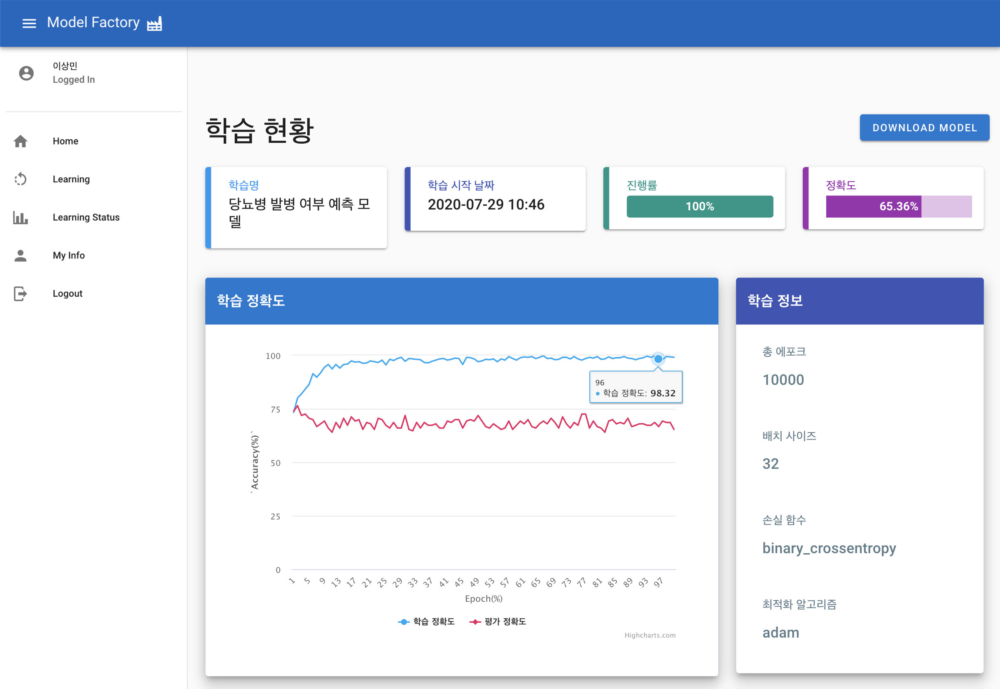 Model Factory
이상민
Logged In
Home
Learning
Learning Status
My Info
Logout
학습 현황
DOWNLOAD MODEL
학습명
당뇨병 발병 여부 예측 모
델
학습 시작 날짜
2020-07-29 10:46
진행률
100%
정확도
65.36%
학습 정확도
100
75
50
25
0
`Accuracy(%)`
96
● 학습 정확도: 98.32
1 5 9 13 17 21 25 29 33 37 41 45 49 53 57 61 65 69 73 77 81 85 89 93 97
Epoch(%)
학습 정확도 평가 정확도
Highcharts.com
학습 정보
총 에포크
10000
배치 사이즈
32
손실 함수
binary_crossentropy
최적화 알고리즘
adam